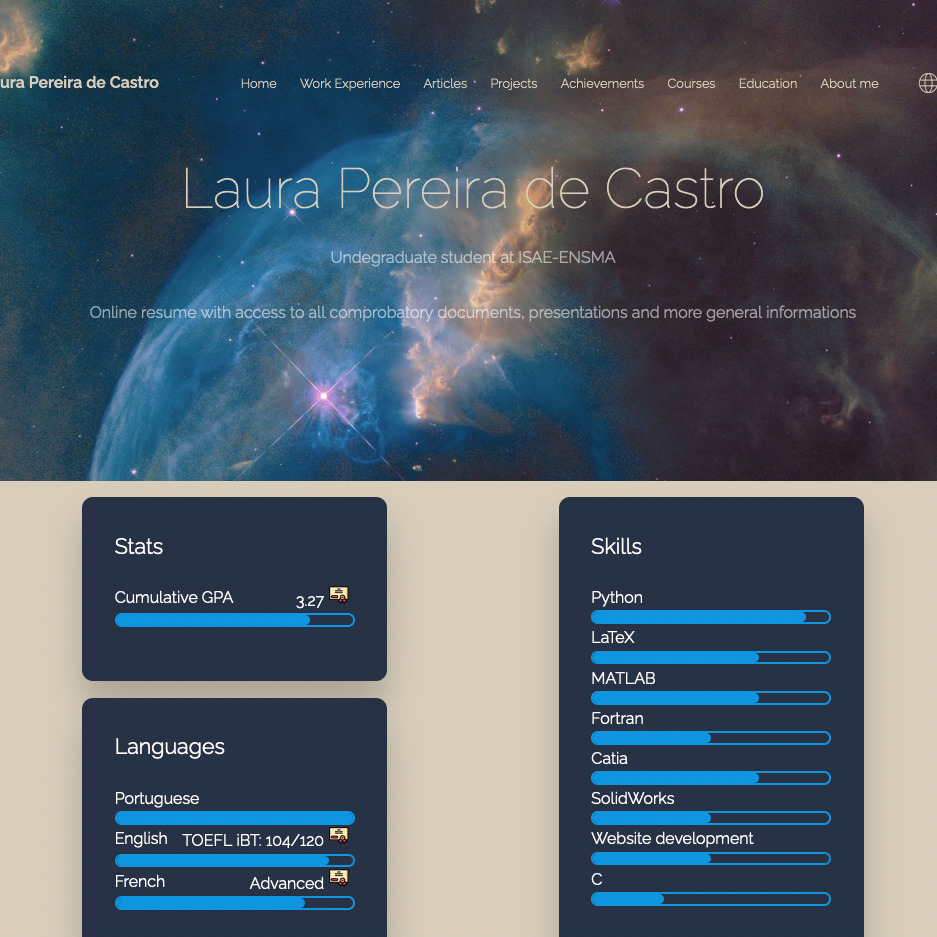 ura Pereira de Castro
Home Work Experience Articles Projects Achievements Courses Education About me
Laura Pereira de Castro
Undegraduate student at ISAE-ENSMA
Online resume with access to all comprobatory documents, presentations and more general informations
Stats
Cumulative GPA 3.27
Languages
Portuguese
English TOEFL iBT: 104/120
French Advanced
Skills
Python
LaTeX
MATLAB
Fortran
Catia
SolidWorks
Website development
C